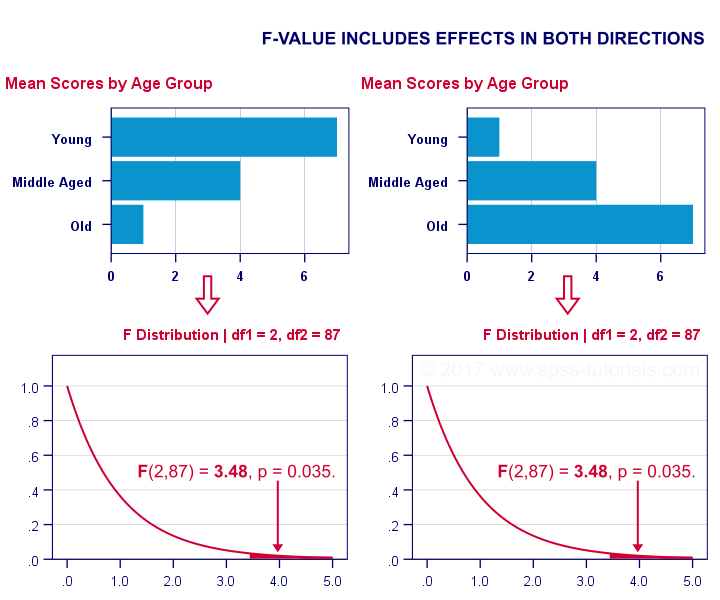 F-VALUE INCLUDES EFFECTS IN BOTH DIRECTIONS
Mean Scores by Age Group
Young
Middle Aged
Old
0 2 4 6
F Distribution | df1 = 2, df2 = 87
1.0
.8
.6
.4
.2
.0
F(2,87) = 3.48, p = 0.035.
.0 1.0 2.0 3.0 4.0 5.0
Mean Scores by Age Group
Young
Middle Aged
Old
0 2 4 6
F Distribution | df1 = 2, df2 = 87
© 2017 www.spss-tutorials.com
1.0
.8
.6
.4
.2
.0
F(2,87) = 3.48, p = 0.035.
.0 1.0 2.0 3.0 4.0 5.0